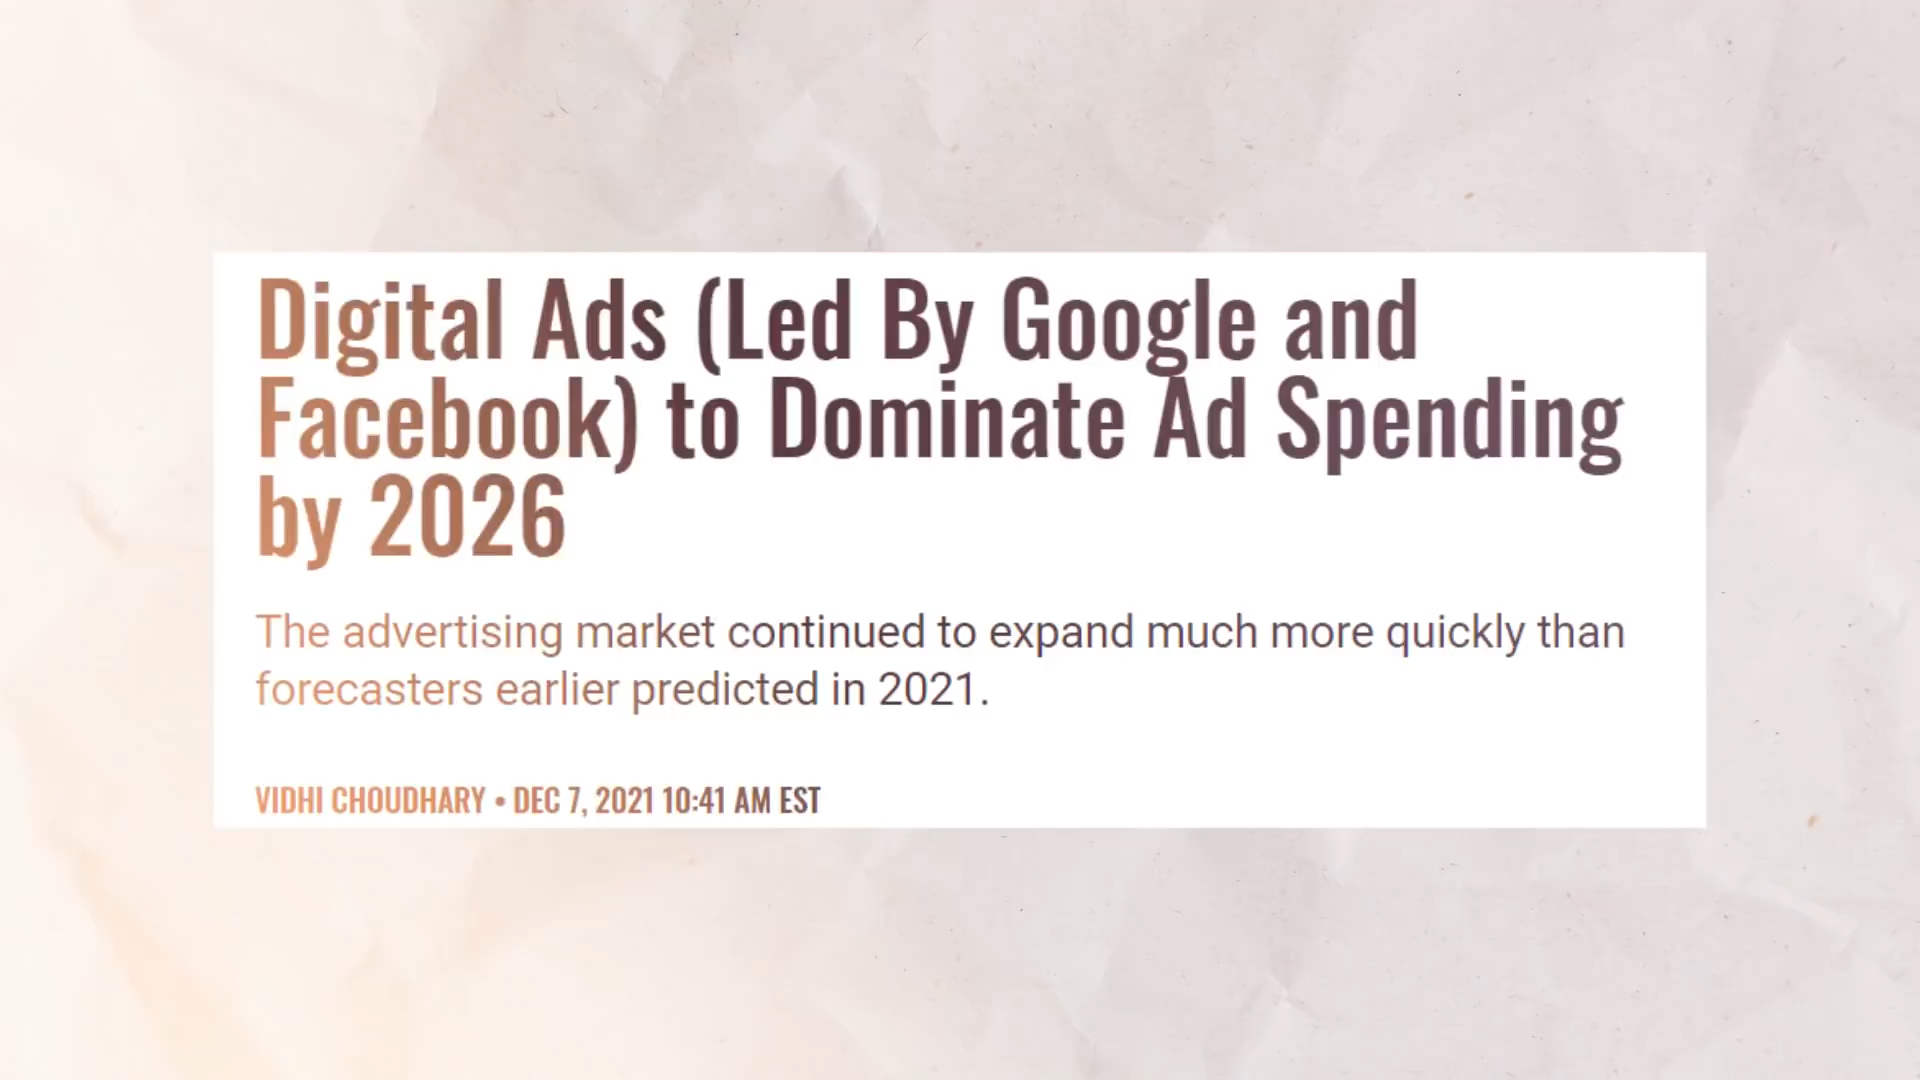 Digital Ads (Led By Google and
Facebook) to Dominate Ad Spending
by 2026
The advertising market continued to expand much more quickly than
forecasters earlier predicted in 2021.
VIDHI CHOUDHARY • DEC 7, 2021 10:41 AM EST